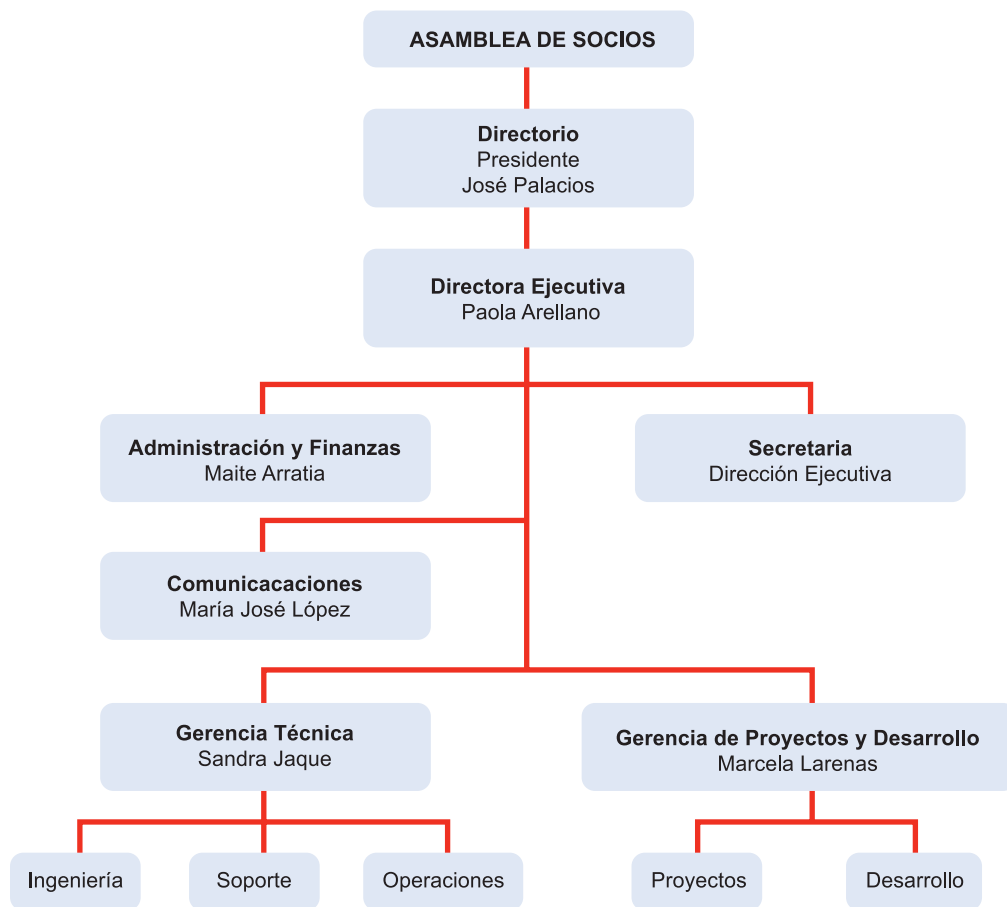 ASAMBLEA DE SOCIOS
Directorio
Presidente
José Palacios
Directora Ejecutiva
Paola Arellano
Administración y Finanzas
Maite Arratia
Secretaria
Dirección Ejecutiva
Comunicacaciones
María José López
Gerencia Técnica
Sandra Jaque
Gerencia de Proyectos y Desarrollo
Marcela Larenas
Ingeniería
Soporte
Operaciones
Proyectos
Desarrollo